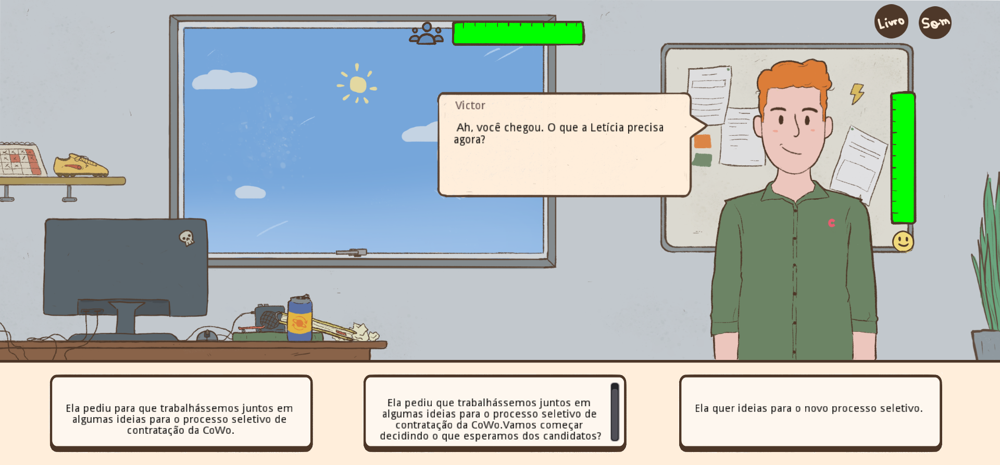 Livro
Som
Victor
Ah, você chegou. O que a Letícia precisa
agora?
Ela pediu para que trabalhássemos juntos em
algumas ideias para o processo seletivo de
contratação da CoWo.
Ela pediu que trabalhássemos juntos em
algumas ideias para o processo seletivo de
contratação da CoWo.Vamos começar
decidindo o que esperamos dos candidatos?
Ela quer ideias para o novo processo seletivo.